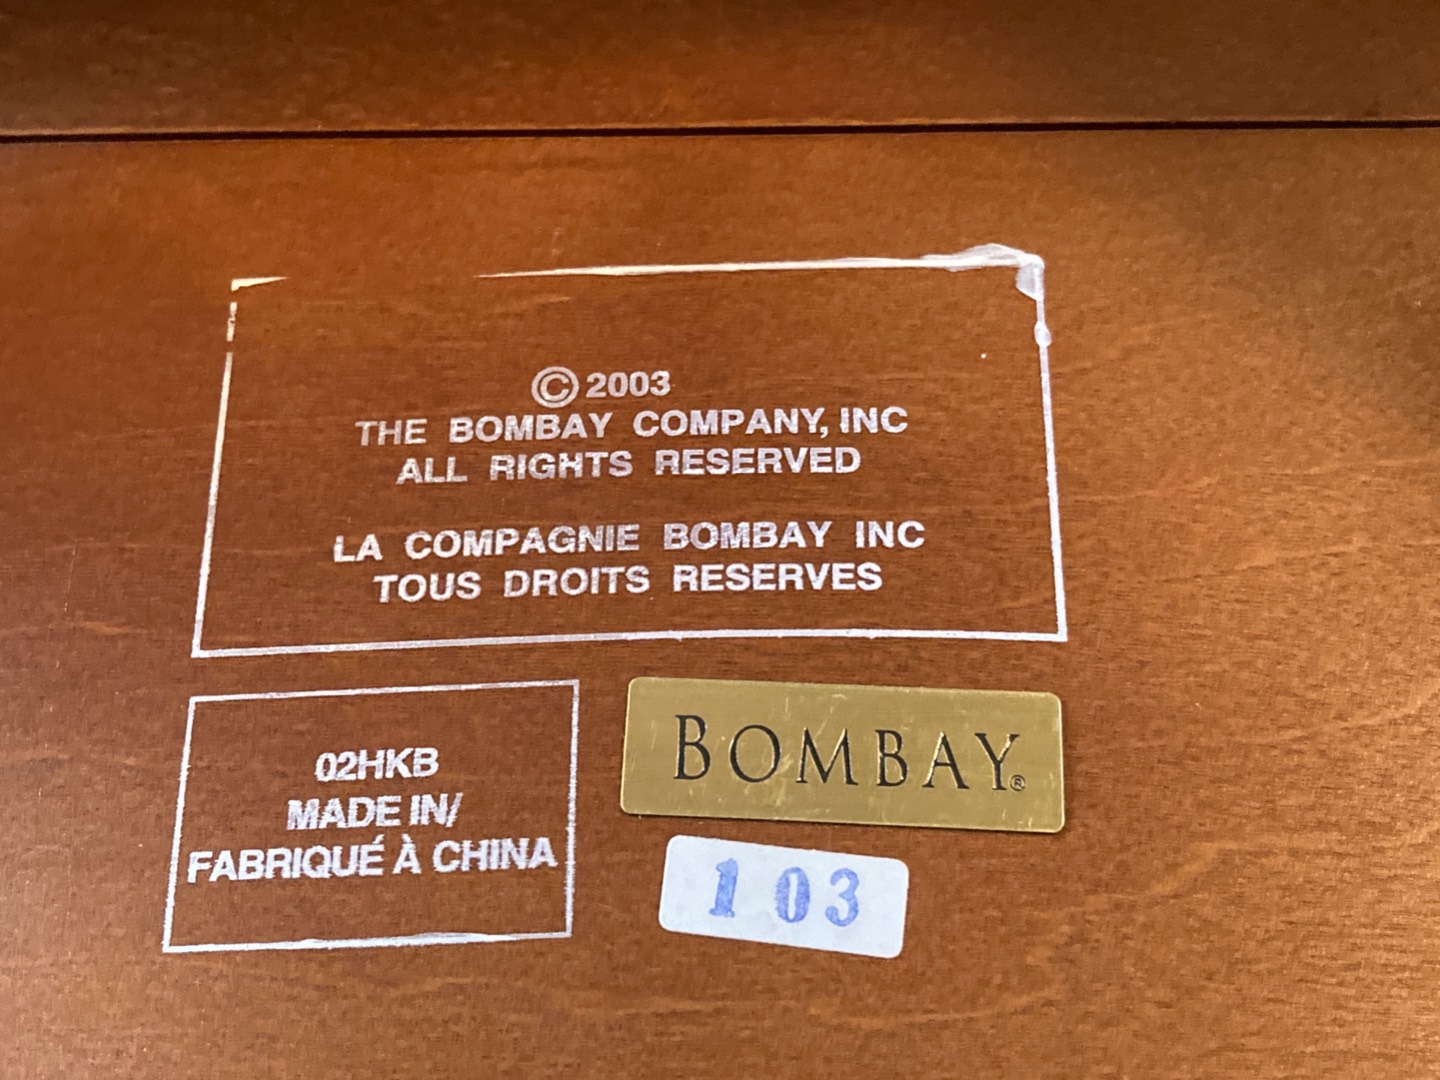 © 2003
THE BOMBAY COMPANY, INC
ALL RIGHTS RESERVED
LA COMPAGNIE BOMBAY INC
TOUS DROITS RESERVES
02HKB
MADE IN/
FABRIQUÉ À CHINA
BOMBAY®
103